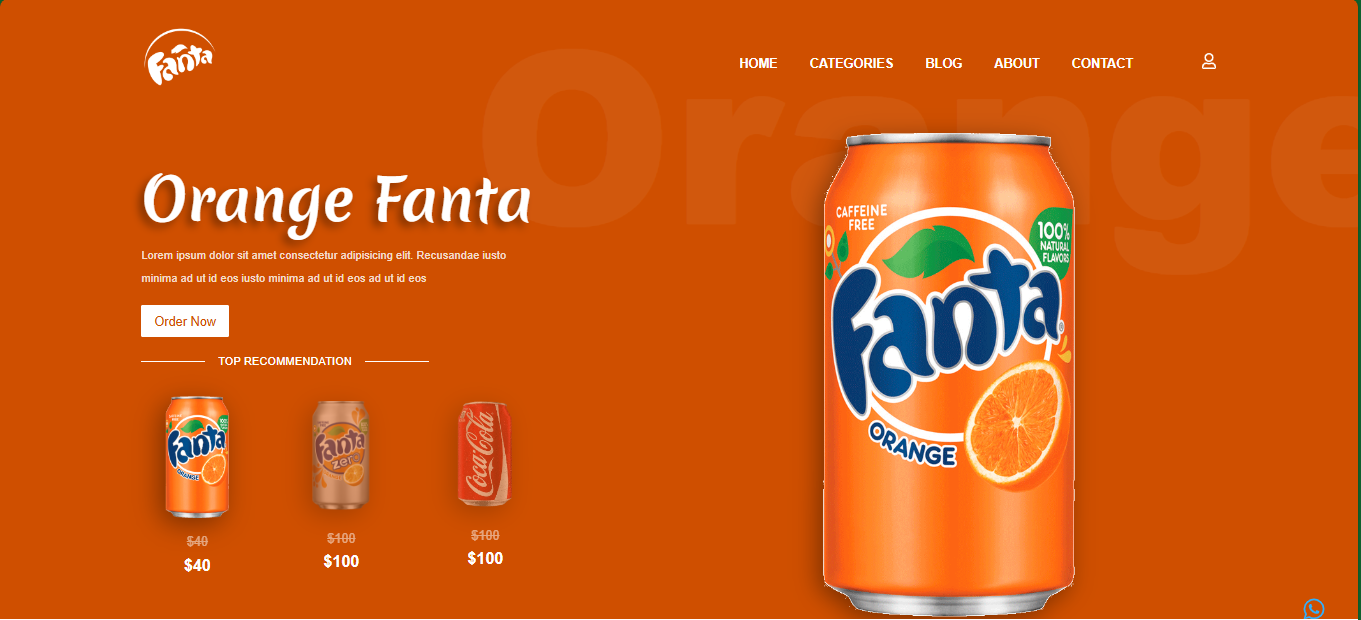 Fanta
HOME CATEGORIES BLOG ABOUT CONTACT
Orange
Orange Fanta
Lorem ipsum dolor sit amet consectetur adipisicing elit. Recusandae iusto
minima ad ut id eos iusto minima ad ut id eos ad ut id eos
Order Now
TOP RECOMMENDATION
Fanta
ORANGE
Fanta
zero
Coca-Cola
$40
$100
$100
$40
$100
$100
CAFFEINE
FREE
100%
NATURAL
FLAVORS
Fanta®
ORANGE